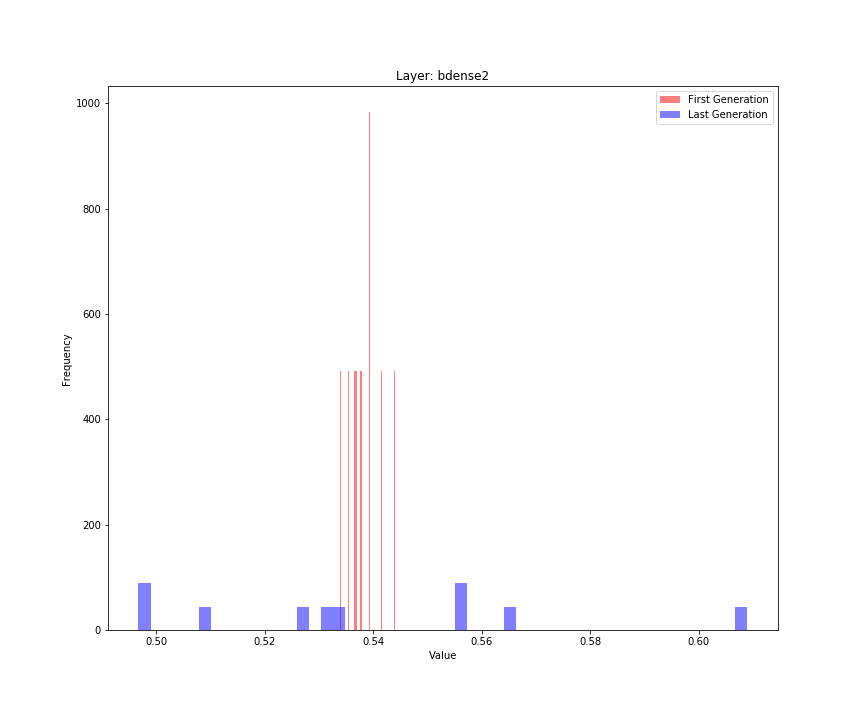 Layer: bdense2
First Generation
Last Generation
1000
800
600
400
200
0
Frequency
0.50 0.52 0.54 0.56 0.58 0.60
Value